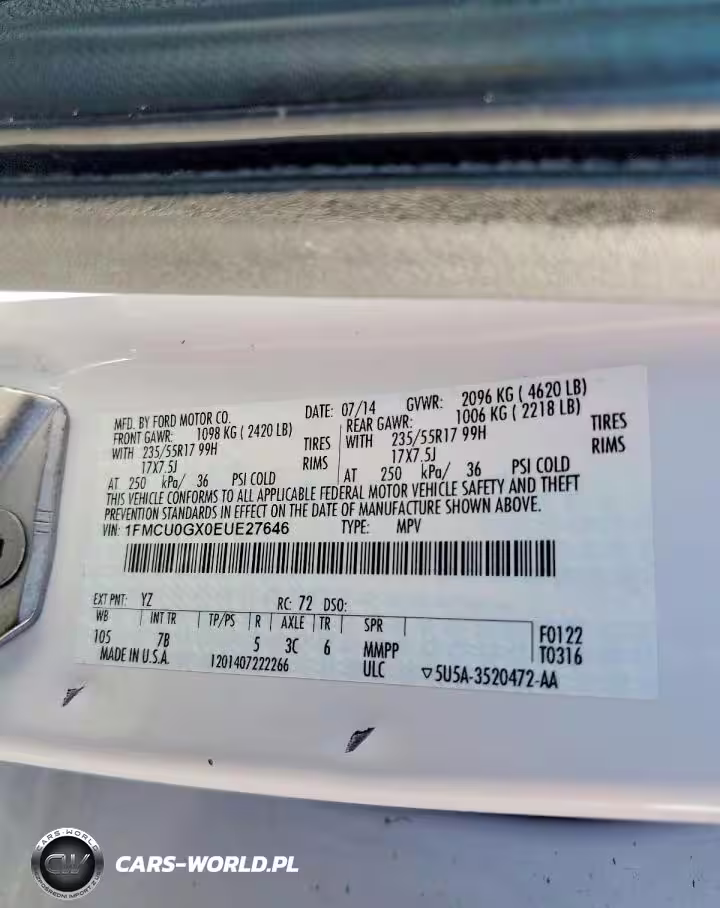 MFD. BY FORD MOTOR CO. DATE: 07/14 GVWR: 2096 KG ( 4620 LB)
FRONT GAWR: 1098 KG ( 2420 LB) REAR GAWR: 1006 KG ( 2218 LB)
WITH 235/55R17 99H TIRES WITH 235/55R17 99H TIRES
17X7.5J RIMS 17X7.5J RIMS
AT 250 kPa/ 36 PSI COLD AT 250 kPa/ 36 PSI COLD
THIS VEHICLE CONFORMS TO ALL APPLICABLE FEDERAL MOTOR VEHICLE SAFETY AND THEFT
PREVENTION STANDARDS IN EFFECT ON THE DATE OF MANUFACTURE SHOWN ABOVE.
VIN: 1FMCU0GX0EUE27646 TYPE: MPV
EXT PNT: YZ RC: 72 DSO:
WB INT TR TP/PS R AXLE TR SPR
105 7B 5 3C 6 MMPP F0122
MADE IN U.S.A. 1201407222266 ULC T0316
▽5U5A-3520472-AA
CARS-WORLD
CW
CARS-WORLD.PL